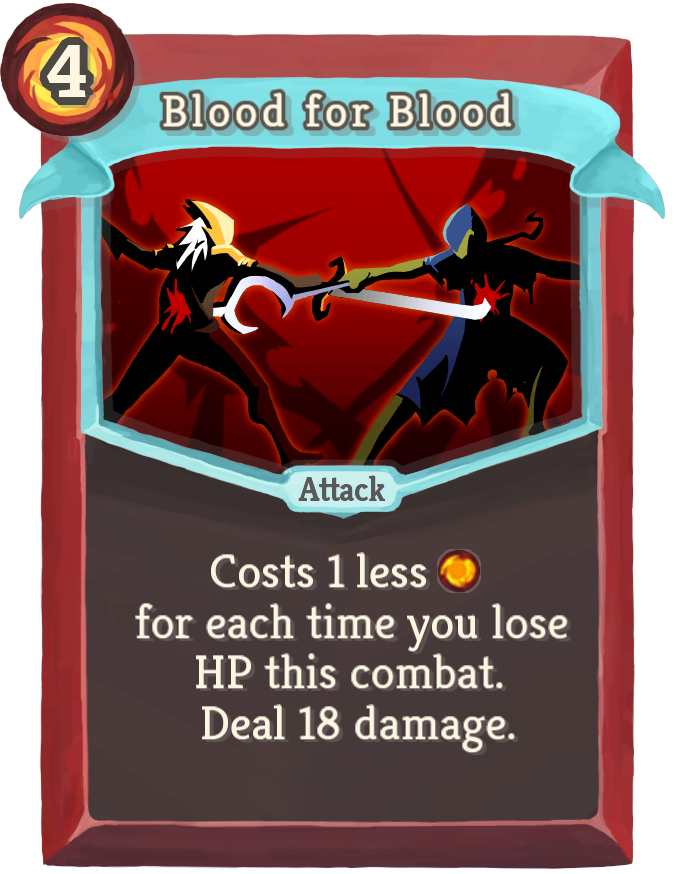 4
Blood for Blood
Attack
Costs 1 less
for each time you lose
HP this combat.
Deal 18 damage.